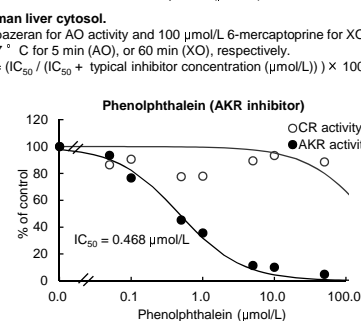 man liver cytosol.
bazeran for AO activity and 100 µmol/L 6-mercaptoprine for XO
7 ° C for 5 min (AO), or 60 min (XO), respectively.
= (IC50 / (IC50 + typical inhibitor concentration (µmol/L)) ) × 100
Phenolphthalein (AKR inhibitor)
120
100
80
60
40
20
0
% of control
CR activity
AKR activit
IC50 = 0.468 µmol/L
0.0 0.1 1.0 10.0 100.0
Phenolphthalein (µmol/L)